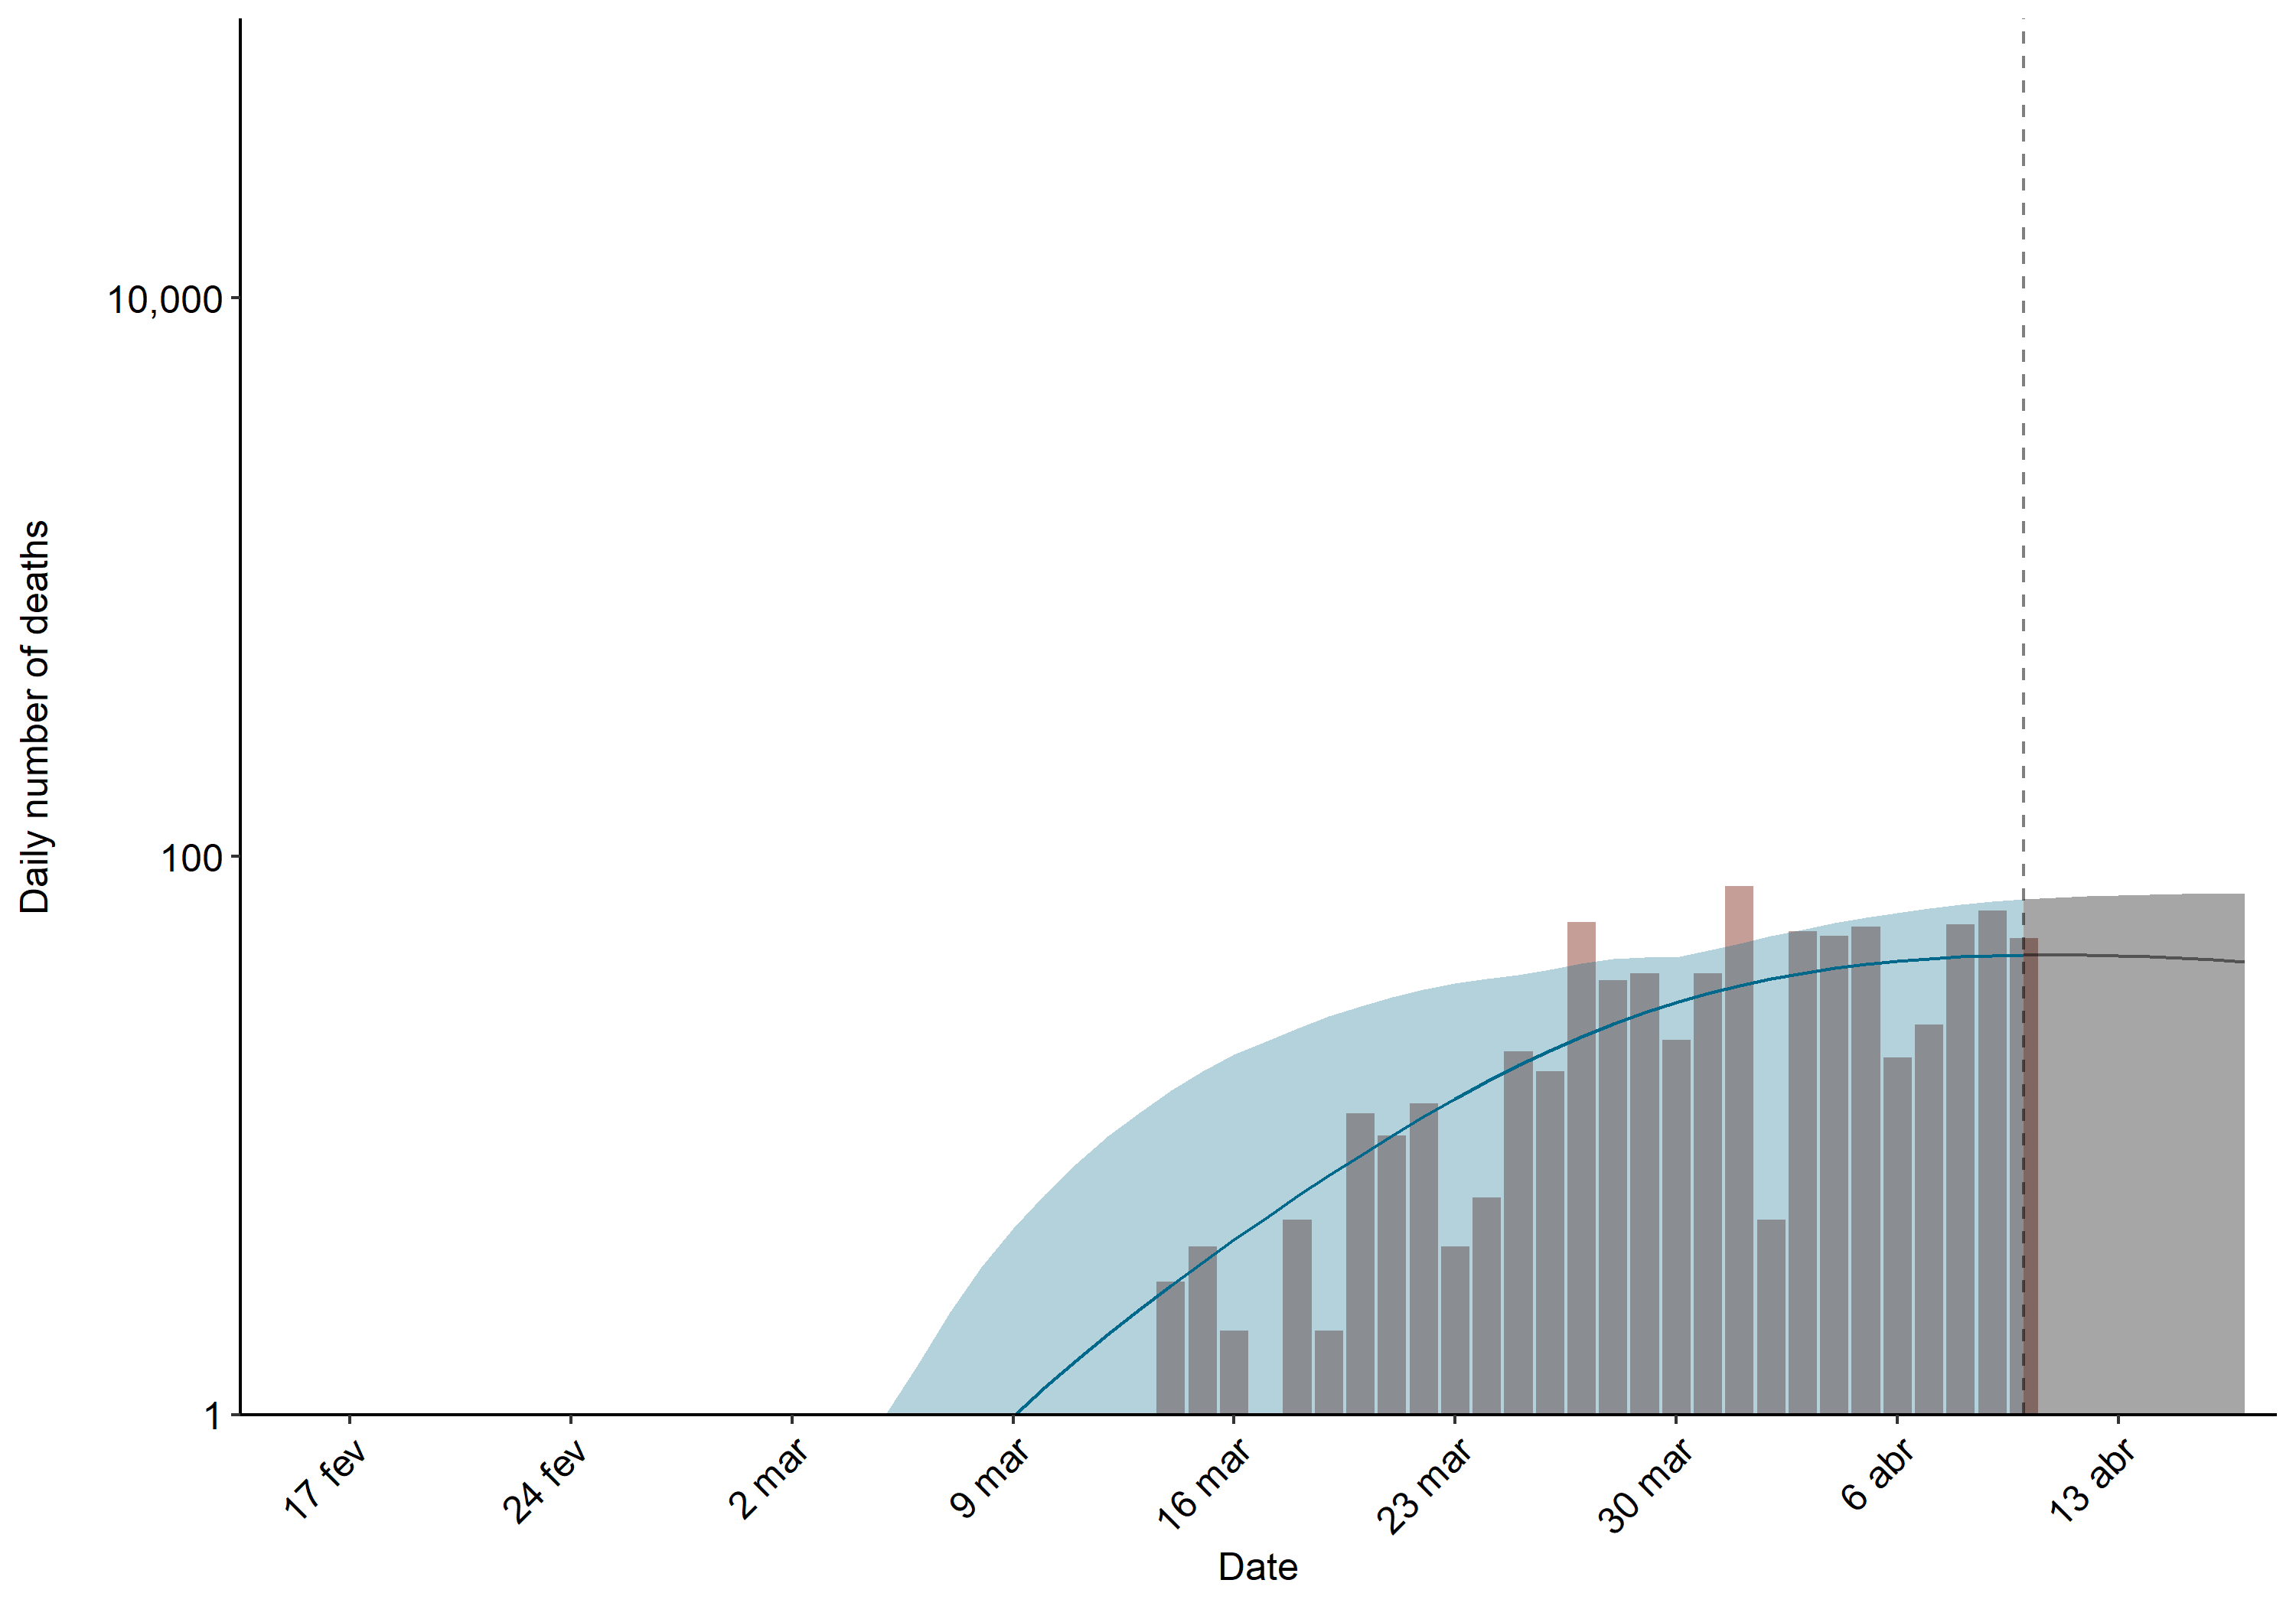 Daily number of deaths
10,000
100
1
17 fev
24 fev
2 mar
9 mar
16 mar
23 mar
30 mar
6 abr
13 abr
Date